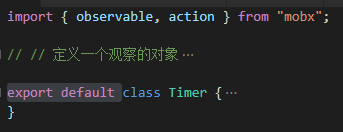 import { observable, action } from "mobx";
// // 定义一个观察的对象 ⋯
export default class Timer { ⋯
}